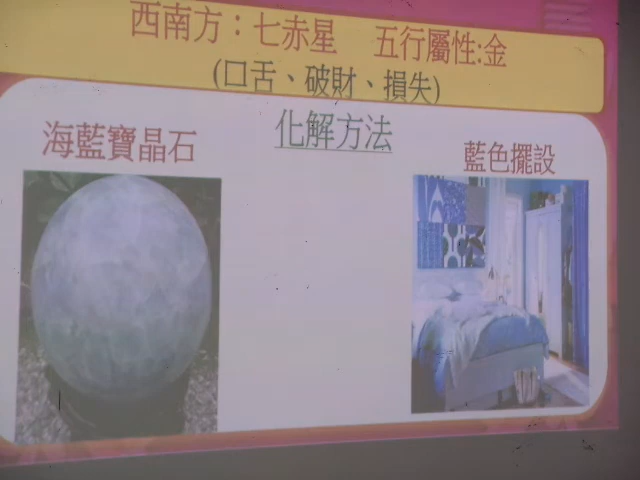 西南方：七赤星 五行屬性:金
(口舌、破財、損失)
化解方法
海藍寶晶石
藍色擺設